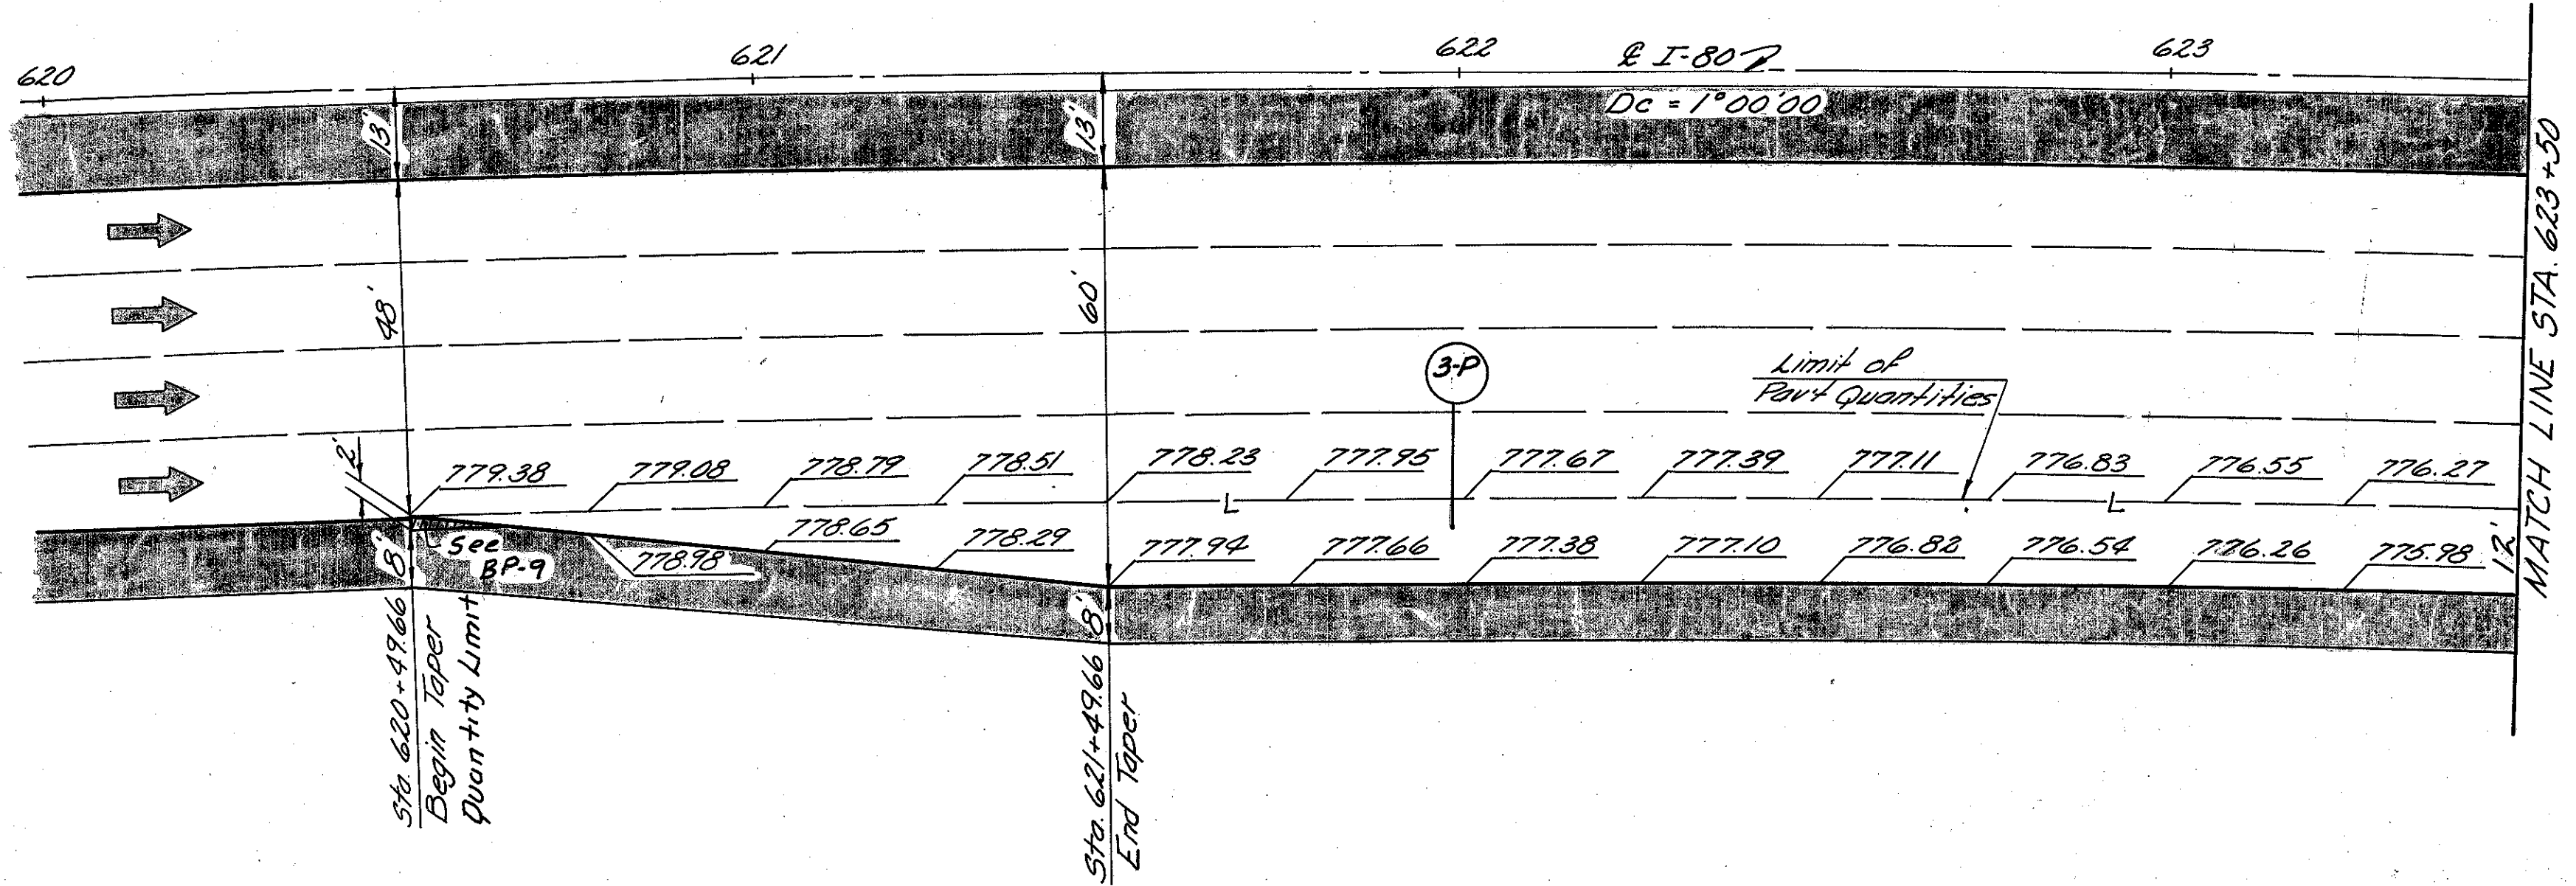 620
621
622
℄ I-80
623
Dc = 1°00'00
13'
13'
48'
60'
3-P
Limit of
Pav't Quantities
2'
779.38
779.08
778.79
778.51
778.23
777.95
777.67
777.39
777.11
776.83
776.55
776.27
L
L
See
BP-9
778.98
778.65
778.29
777.94
777.66
777.38
777.10
776.82
776.54
776.26
775.98
12'
8'
8'
Sta. 620+49.66
Begin Taper
Quantity Limit
Sta. 621+49.66
End Taper
MATCH LINE STA. 623+50